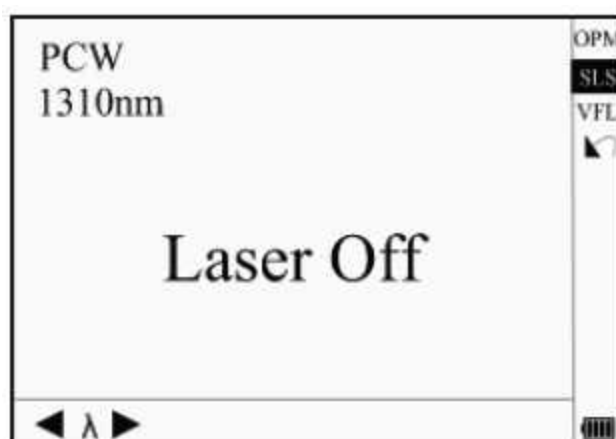 PCW
1310nm
Laser Off
◀ λ ▶
OPM
SLS
VFL